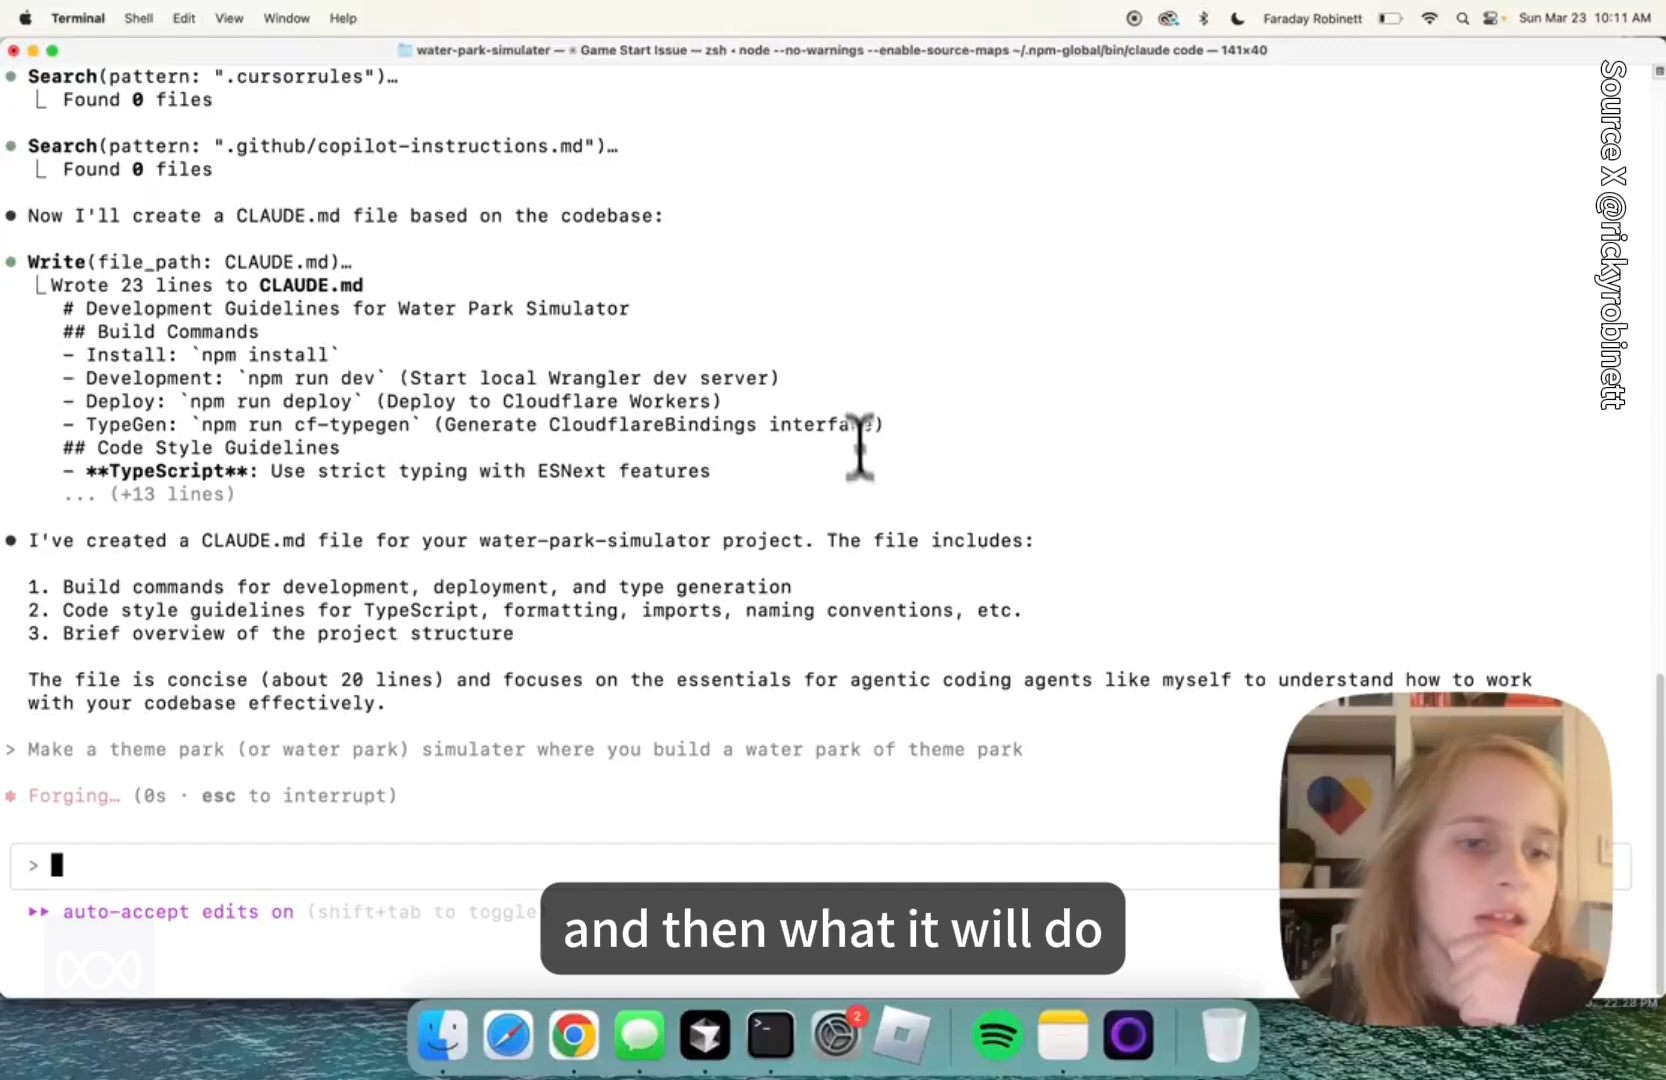 Terminal Shell Edit View Window Help
Faraday Robinett Sun Mar 23 10:11 AM
water-park-simulater — ✳ Game Start Issue — zsh • node --no-warnings --enable-source-maps ~/.npm-global/bin/claude code — 141×40
Search(pattern: ".cursorrules")…
Found 0 files
Search(pattern: ".github/copilot-instructions.md")…
Found 0 files
Now I'll create a CLAUDE.md file based on the codebase:
Write(file_path: CLAUDE.md)…
Wrote 23 lines to CLAUDE.md
# Development Guidelines for Water Park Simulator
## Build Commands
- Install: `npm install`
- Development: `npm run dev` (Start local Wrangler dev server)
- Deploy: `npm run deploy` (Deploy to Cloudflare Workers)
- TypeGen: `npm run cf-typegen` (Generate CloudflareBindings interface)
## Code Style Guidelines
- **TypeScript**: Use strict typing with ESNext features
... (+13 lines)
I've created a CLAUDE.md file for your water-park-simulator project. The file includes:
1. Build commands for development, deployment, and type generation
2. Code style guidelines for TypeScript, formatting, imports, naming conventions, etc.
3. Brief overview of the project structure
The file is concise (about 20 lines) and focuses on the essentials for agentic coding agents like myself to understand how to work
with your codebase effectively.
> Make a theme park (or water park) simulater where you build a water park of theme park
Forging… (0s · esc to interrupt)
>
auto-accept edits on (shift+tab to toggle
and then what it will do
Source X @rickyrobinett
2